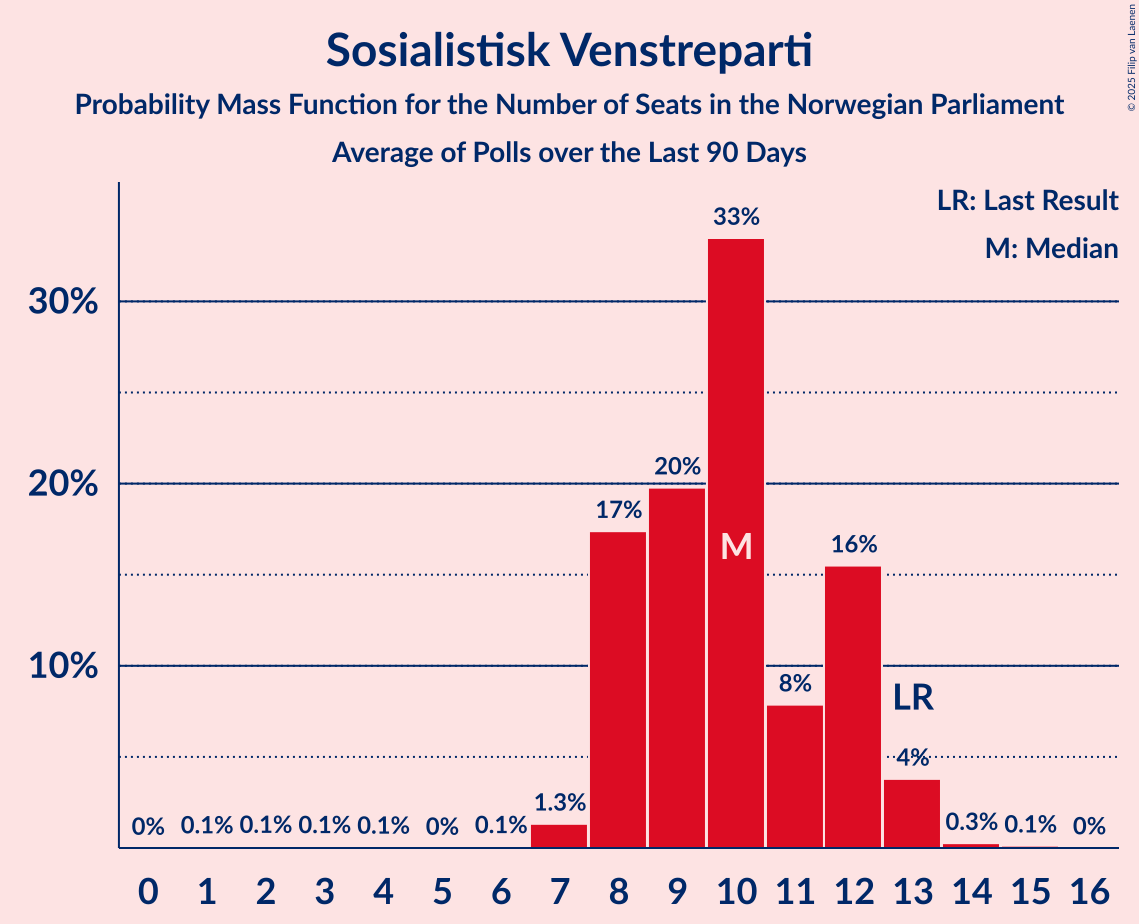 © 2025 Filip van Laenen
Sosialistisk Venstreparti
Probability Mass Function for the Number of Seats in the Norwegian Parliament
Average of Polls over the Last 90 Days
LR: Last Result
M: Median
33%
30%
20%
20%
17%
16%
M
10%
8%
LR
4%
1.3%
0% 0.1% 0.1% 0.1% 0.1% 0% 0.1% 0.3% 0.1% 0%
0 1 2 3 4 5 6 7 8 9 10 11 12 13 14 15 16